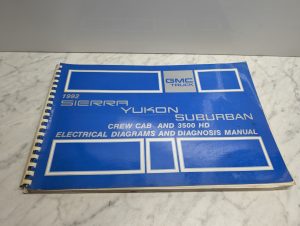 GMC
TRUCK
1992
SIERRA
YUKON
SUBURBAN
CREW CAB AND 3500 HD
ELECTRICAL DIAGRAMS AND DIAGNOSIS MANUAL